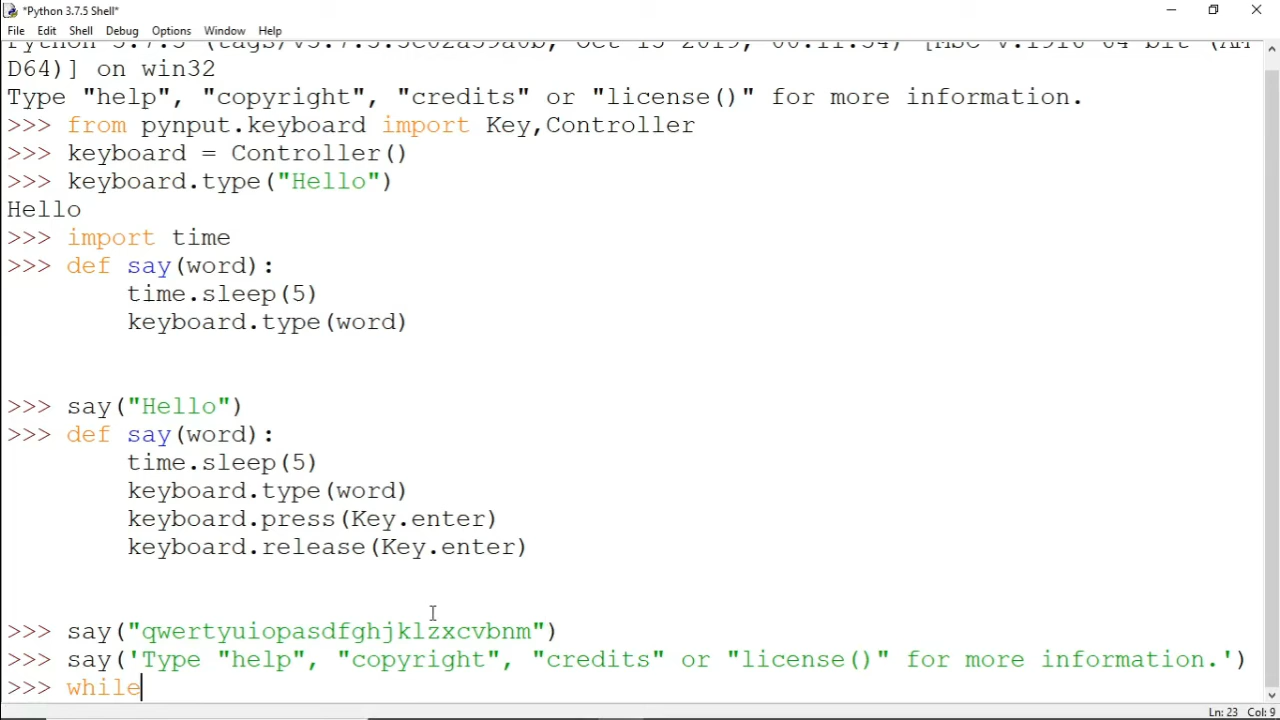 *Python 3.7.5 Shell*
File Edit Shell Debug Options Window Help
D64)] on win32
Type "help", "copyright", "credits" or "license()" for more information.
>>> from pynput.keyboard import Key,Controller
>>> keyboard = Controller()
>>> keyboard.type("Hello")
Hello
>>> import time
>>> def say(word):
        time.sleep(5)
        keyboard.type(word)
>>> say("Hello")
>>> def say(word):
        time.sleep(5)
        keyboard.type(word)
        keyboard.press(Key.enter)
        keyboard.release(Key.enter)
>>> say("qwertyuiopasdfghjklzxcvbnm")
>>> say('Type "help", "copyright", "credits" or "license()" for more information.')
>>> while
Ln: 23 Col: 9